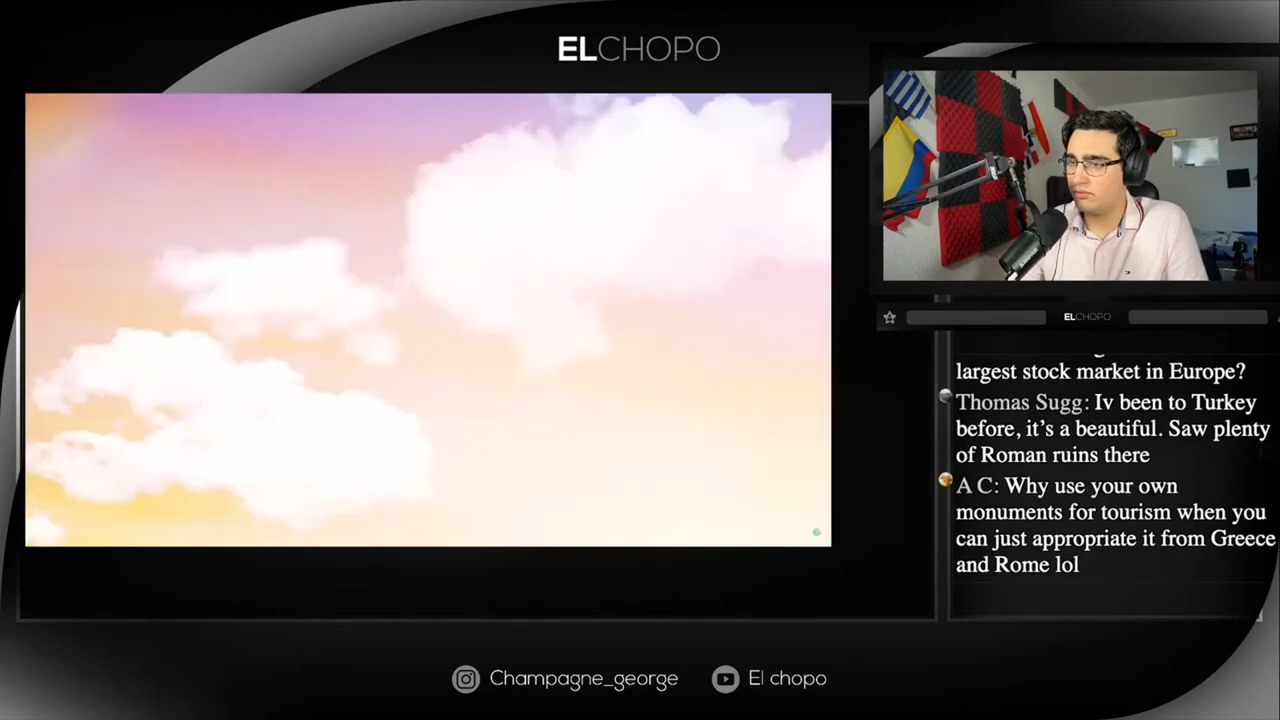 ELCHOPO
ELCHOPO
largest stock market in Europe?
Thomas Sugg: Iv been to Turkey
before, it's a beautiful. Saw plenty
of Roman ruins there
A C: Why use your own
monuments for tourism when you
can just appropriate it from Greece
and Rome lol
Champagne_george
El chopo